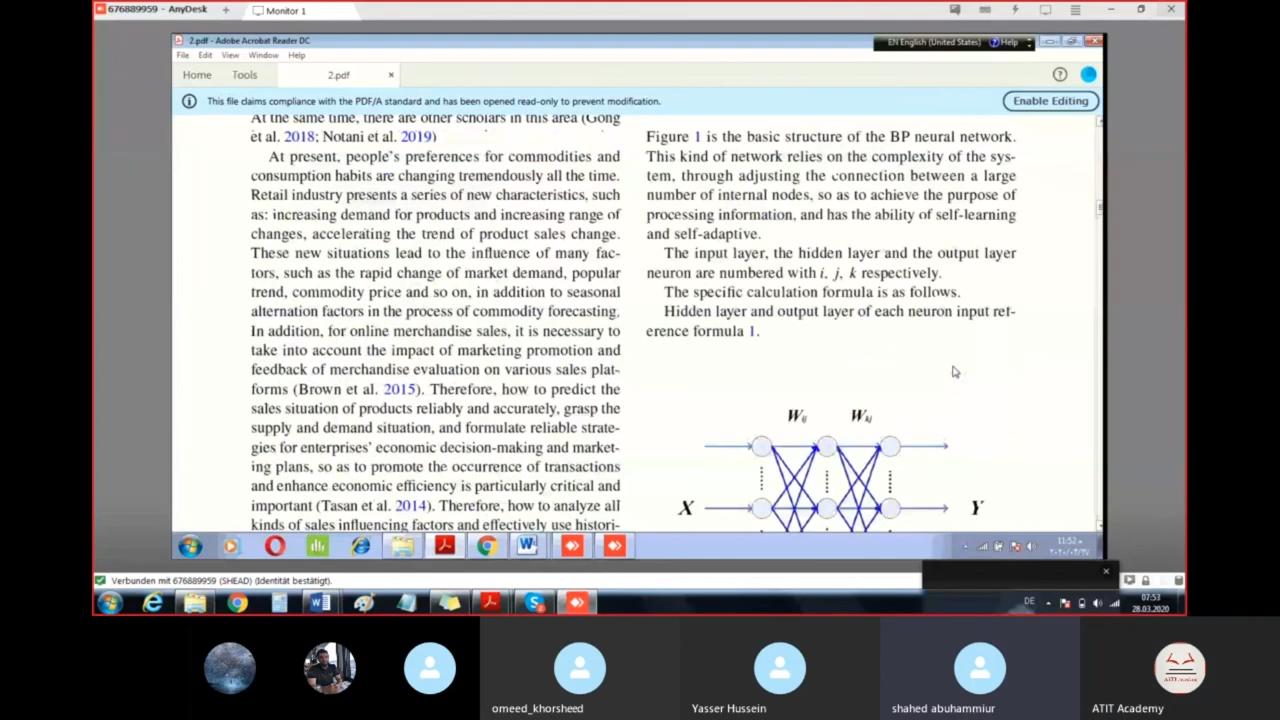 676889959 - AnyDesk
Monitor 1
2.pdf - Adobe Acrobat Reader DC
EN English (United States)
Help
File Edit View Window Help
Home
Tools
2.pdf
This file claims compliance with the PDF/A standard and has been opened read-only to prevent modification.
Enable Editing
At the same time, there are other scholars in this area (Gong
et al. 2018; Notani et al. 2019)
At present, people's preferences for commodities and
consumption habits are changing tremendously all the time.
Retail industry presents a series of new characteristics, such
as: increasing demand for products and increasing range of
changes, accelerating the trend of product sales change.
These new situations lead to the influence of many fac-
tors, such as the rapid change of market demand, popular
trend, commodity price and so on, in addition to seasonal
alternation factors in the process of commodity forecasting.
In addition, for online merchandise sales, it is necessary to
take into account the impact of marketing promotion and
feedback of merchandise evaluation on various sales plat-
forms (Brown et al. 2015). Therefore, how to predict the
sales situation of products reliably and accurately, grasp the
supply and demand situation, and formulate reliable strate-
gies for enterprises' economic decision-making and market-
ing plans, so as to promote the occurrence of transactions
and enhance economic efficiency is particularly critical and
important (Tasan et al. 2014). Therefore, how to analyze all
kinds of sales influencing factors and effectively use histori-
Figure 1 is the basic structure of the BP neural network.
This kind of network relies on the complexity of the sys-
tem, through adjusting the connection between a large
number of internal nodes, so as to achieve the purpose of
processing information, and has the ability of self-learning
and self-adaptive.
The input layer, the hidden layer and the output layer
neuron are numbered with i, j, k respectively.
The specific calculation formula is as follows.
Hidden layer and output layer of each neuron input ref-
erence formula 1.
W_ij W_kj
X Y
11:52
Verbunden mit 676889959 (SHEAD) (Identität bestätigt).
DE
07:53
28.03.2020
omeed_khorsheed
Yasser Hussein
shahed abuhammiur
ATIT Academy